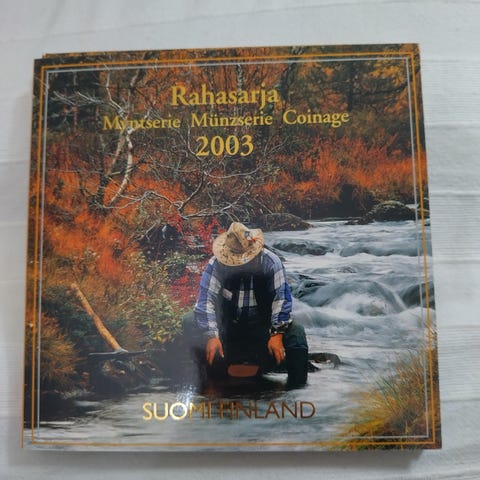 Rahasarja
Myntserie Münzserie Coinage
2003
SUOMI FINLAND